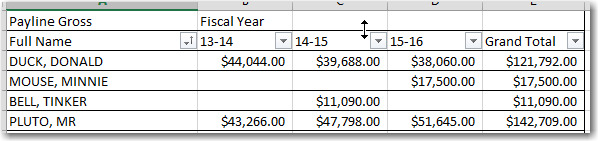 Payline Gross Fiscal Year
Full Name 13-14 14-15 15-16 Grand Total
DUCK, DONALD $44,044.00 $39,688.00 $38,060.00 $121,792.00
MOUSE, MINNIE $17,500.00 $17,500.00
BELL, TINKER $11,090.00 $11,090.00
PLUTO, MR $43,266.00 $47,798.00 $51,645.00 $142,709.00